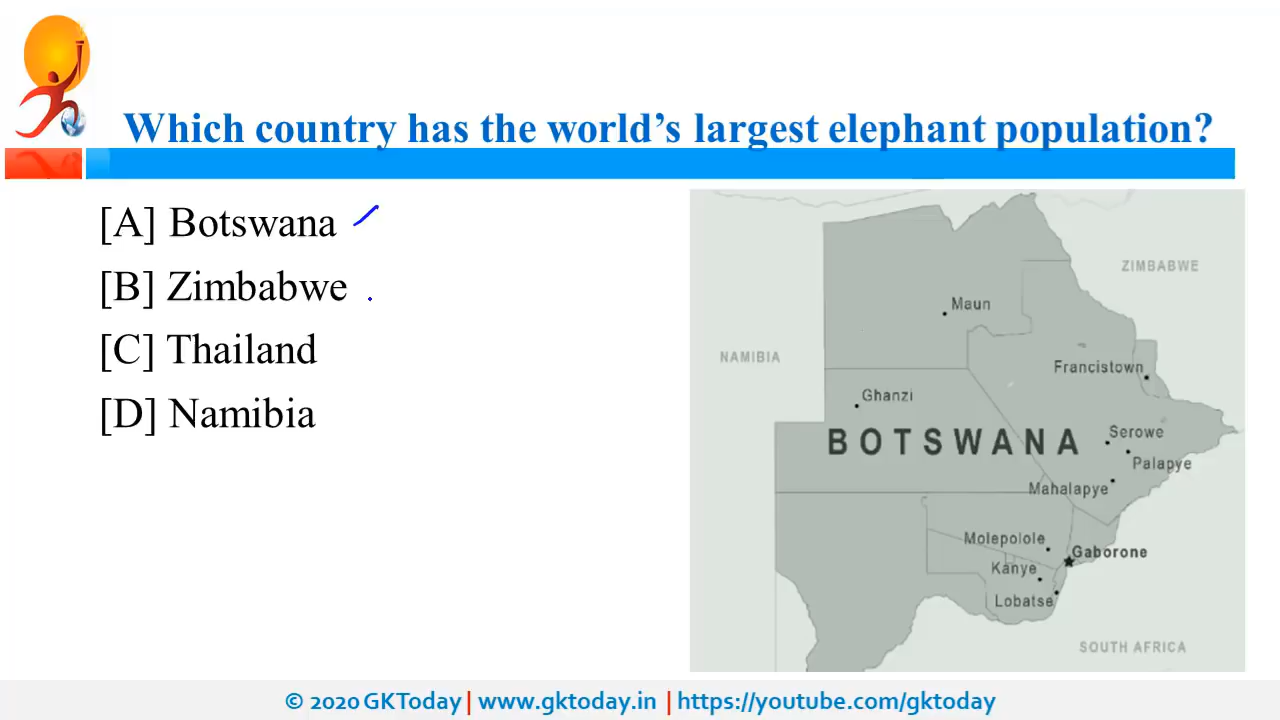 Which country has the world’s largest elephant population?
[A] Botswana
[B] Zimbabwe
[C] Thailand
[D] Namibia
ZIMBABWE
Maun
NAMIBIA
Francistown
Ghanzi
BOTSWANA
Serowe
Palapye
Mahalapye
Molepolole
Gaborone
Kanye
Lobatse
SOUTH AFRICA
© 2020 GKToday | www.gktoday.in | https://youtube.com/gktoday